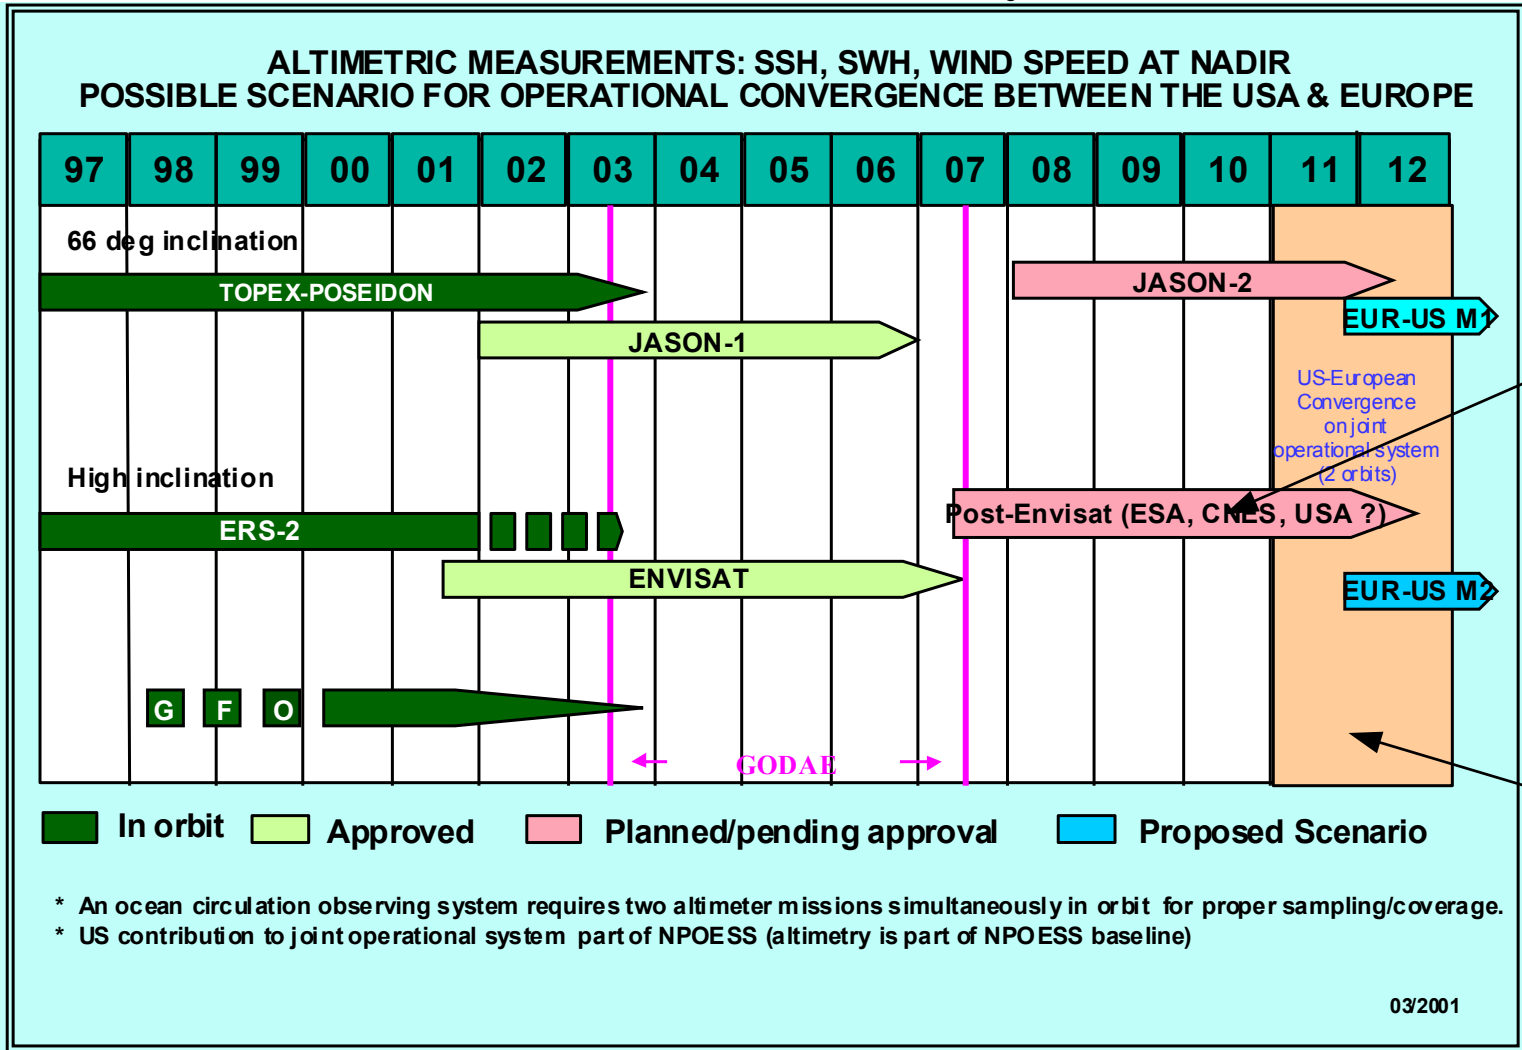 ALTIMETRIC MEASUREMENTS: SSH, SWH, WIND SPEED AT NADIR
POSSIBLE SCENARIO FOR OPERATIONAL CONVERGENCE BETWEEN THE USA & EUROPE
97 98 99 00 01 02 03 04 05 06 07 08 09 10 11 12
66 deg inclination
TOPEX-POSEIDON
JASON-2
EUR-US M1
JASON-1
US-European
Convergence
on joint
operational system
(2 orbits)
High inclination
Post-Envisat (ESA, CNES, USA ?)
ERS-2
ENVISAT
EUR-US M2
G F O
GODAE
In orbit
Approved
Planned/pending approval
Proposed Scenario
* An ocean circulation observing system requires two altimeter missions simultaneously in orbit for proper sampling/coverage.
* US contribution to joint operational system part of NPOESS (altimetry is part of NPOESS baseline)
03/2001